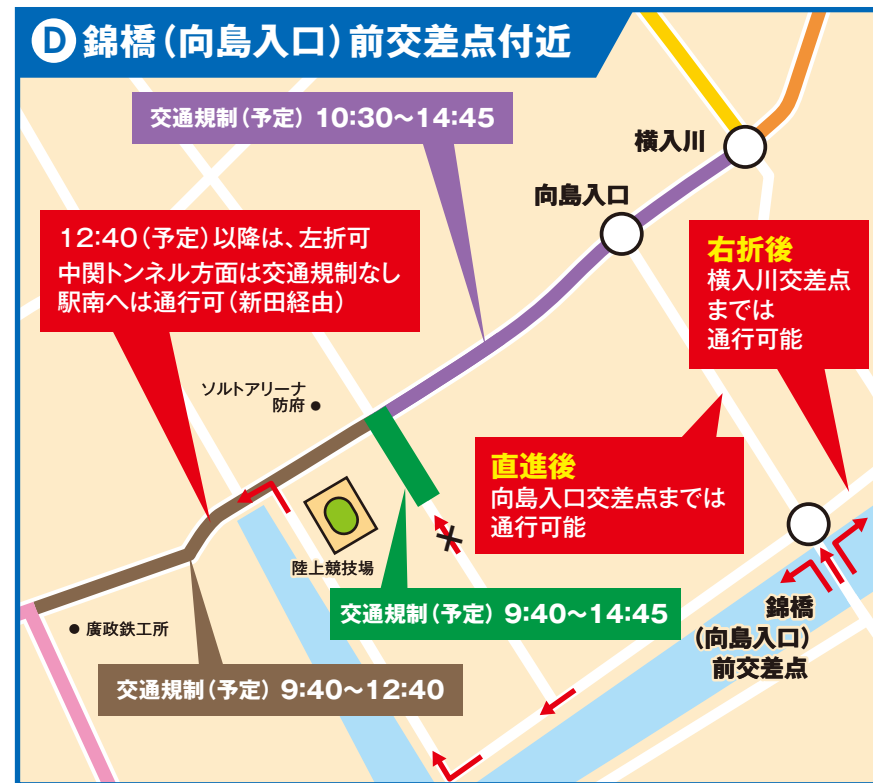 D 錦橋(向島入口)前交差点付近
交通規制(予定) 10:30〜14:45
横入川
向島入口
12:40(予定)以降は、左折可
中関トンネル方面は交通規制なし
駅南へは通行可(新田経由)
右折後
横入川交差点
までは
通行可能
ソルトアリーナ
防府
直進後
向島入口交差点までは
通行可能
陸上競技場
交通規制(予定) 9:40〜14:45
錦橋
(向島入口)
前交差点
廣政鉄工所
交通規制(予定) 9:40〜12:40